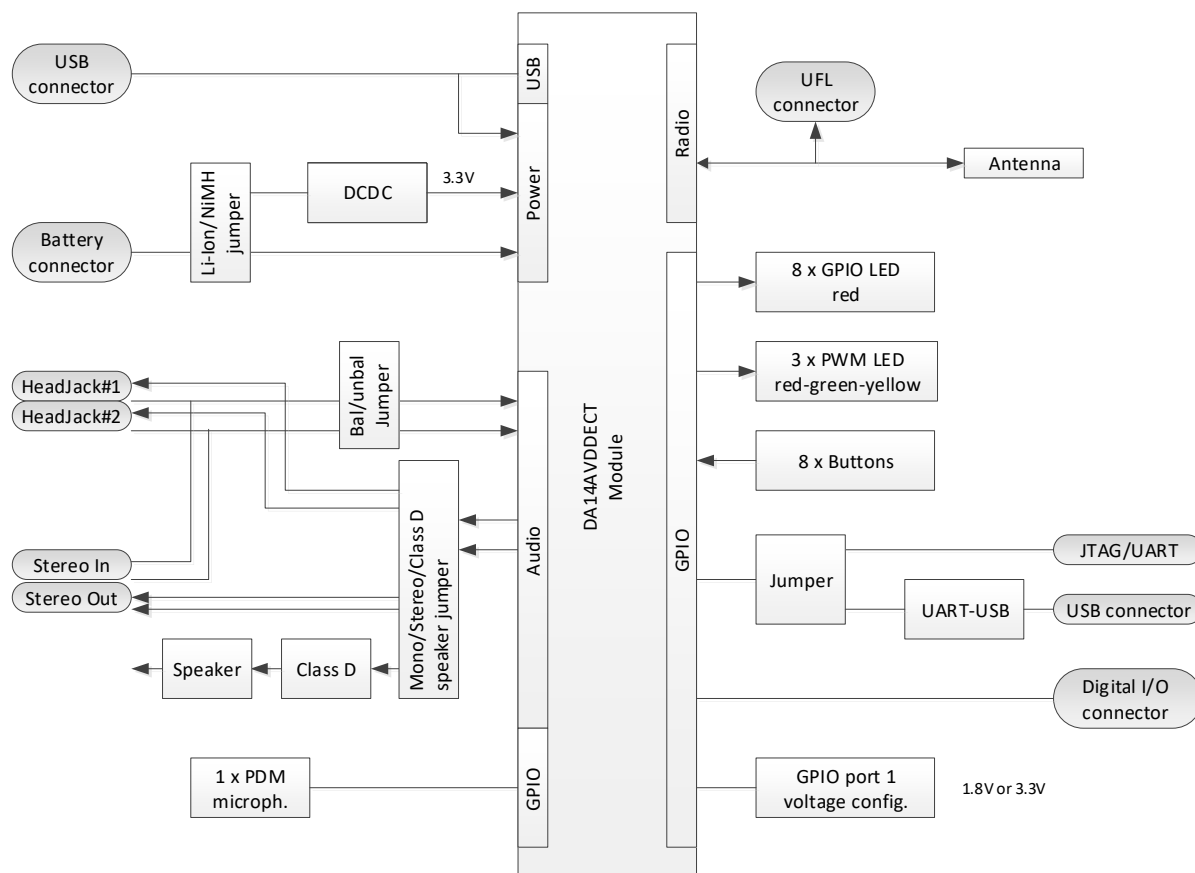 USB
connector
USB
Power
Li-Ion/NiMH
jumper
DCDC
3.3V
Battery
connector
HeadJack#1
HeadJack#2
Bal/unbal
Jumper
Mono/Stereo/Class D
speaker jumper
Audio
Stereo In
Stereo Out
Speaker
Class D
1 x PDM
microph.
GPIO
DA14AVDDECT
Module
Radio
UFL
connector
Antenna
GPIO
8 x GPIO LED
red
3 x PWM LED
red-green-yellow
8 x Buttons
Jumper
JTAG/UART
UART-USB
USB connector
Digital I/O
connector
GPIO port 1
voltage config.
1.8V or 3.3V